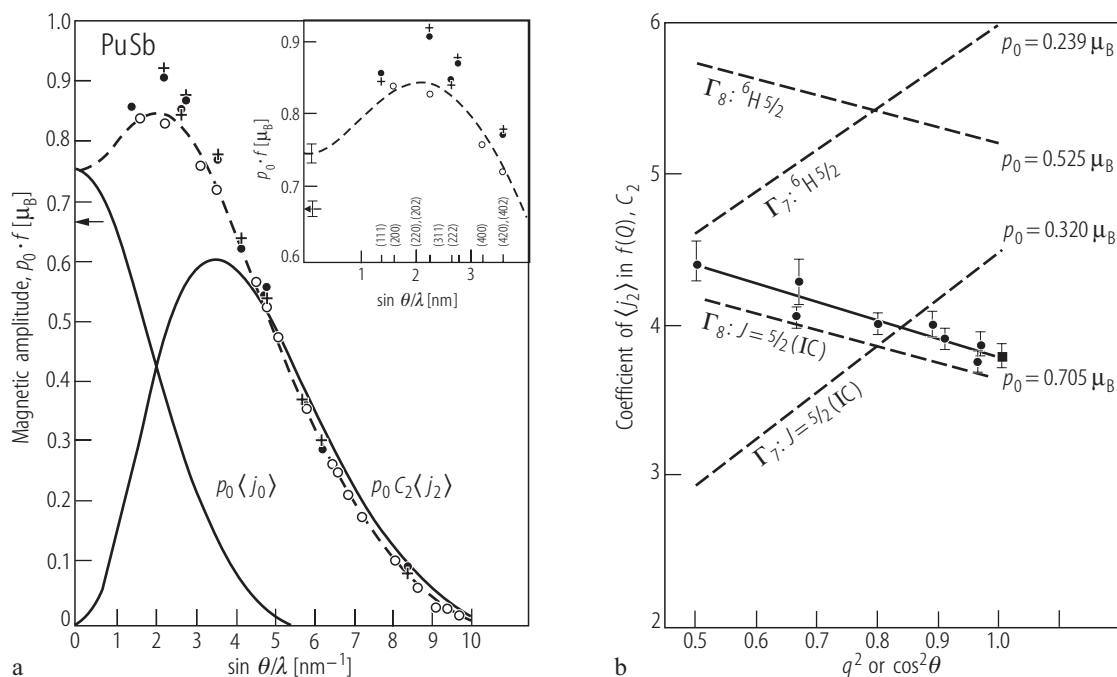 PuSb
Magnetic amplitude, p₀ · f [μ_B]
1.0
0.9
0.8
0.7
0.6
0.5
0.4
0.3
0.2
0.1
0
0 1 2 3 4 5 6 7 8 9 10
sin θ/λ [nm⁻¹]
p₀⟨j₀⟩
p₀C₂⟨j₂⟩
p₀ · f [μ_B]
0.9
0.8
0.7
0.6
(111)
(200)
(220),(202)
(311)
(222)
(400)
(420),(402)
1 2 3
sin θ/λ [nm]
a
Coefficient of ⟨j₂⟩ in f(Q), C₂
6
5
4
3
2
0.5 0.6 0.7 0.8 0.9 1.0
q² or cos²θ
Γ₈: ⁶H 5/2
Γ₇: ⁶H 5/2
Γ₈: J = 5/2 (IC)
Γ₇: J = 5/2 (IC)
p₀ = 0.239 μ_B
p₀ = 0.525 μ_B
p₀ = 0.320 μ_B
p₀ = 0.705 μ_B
b